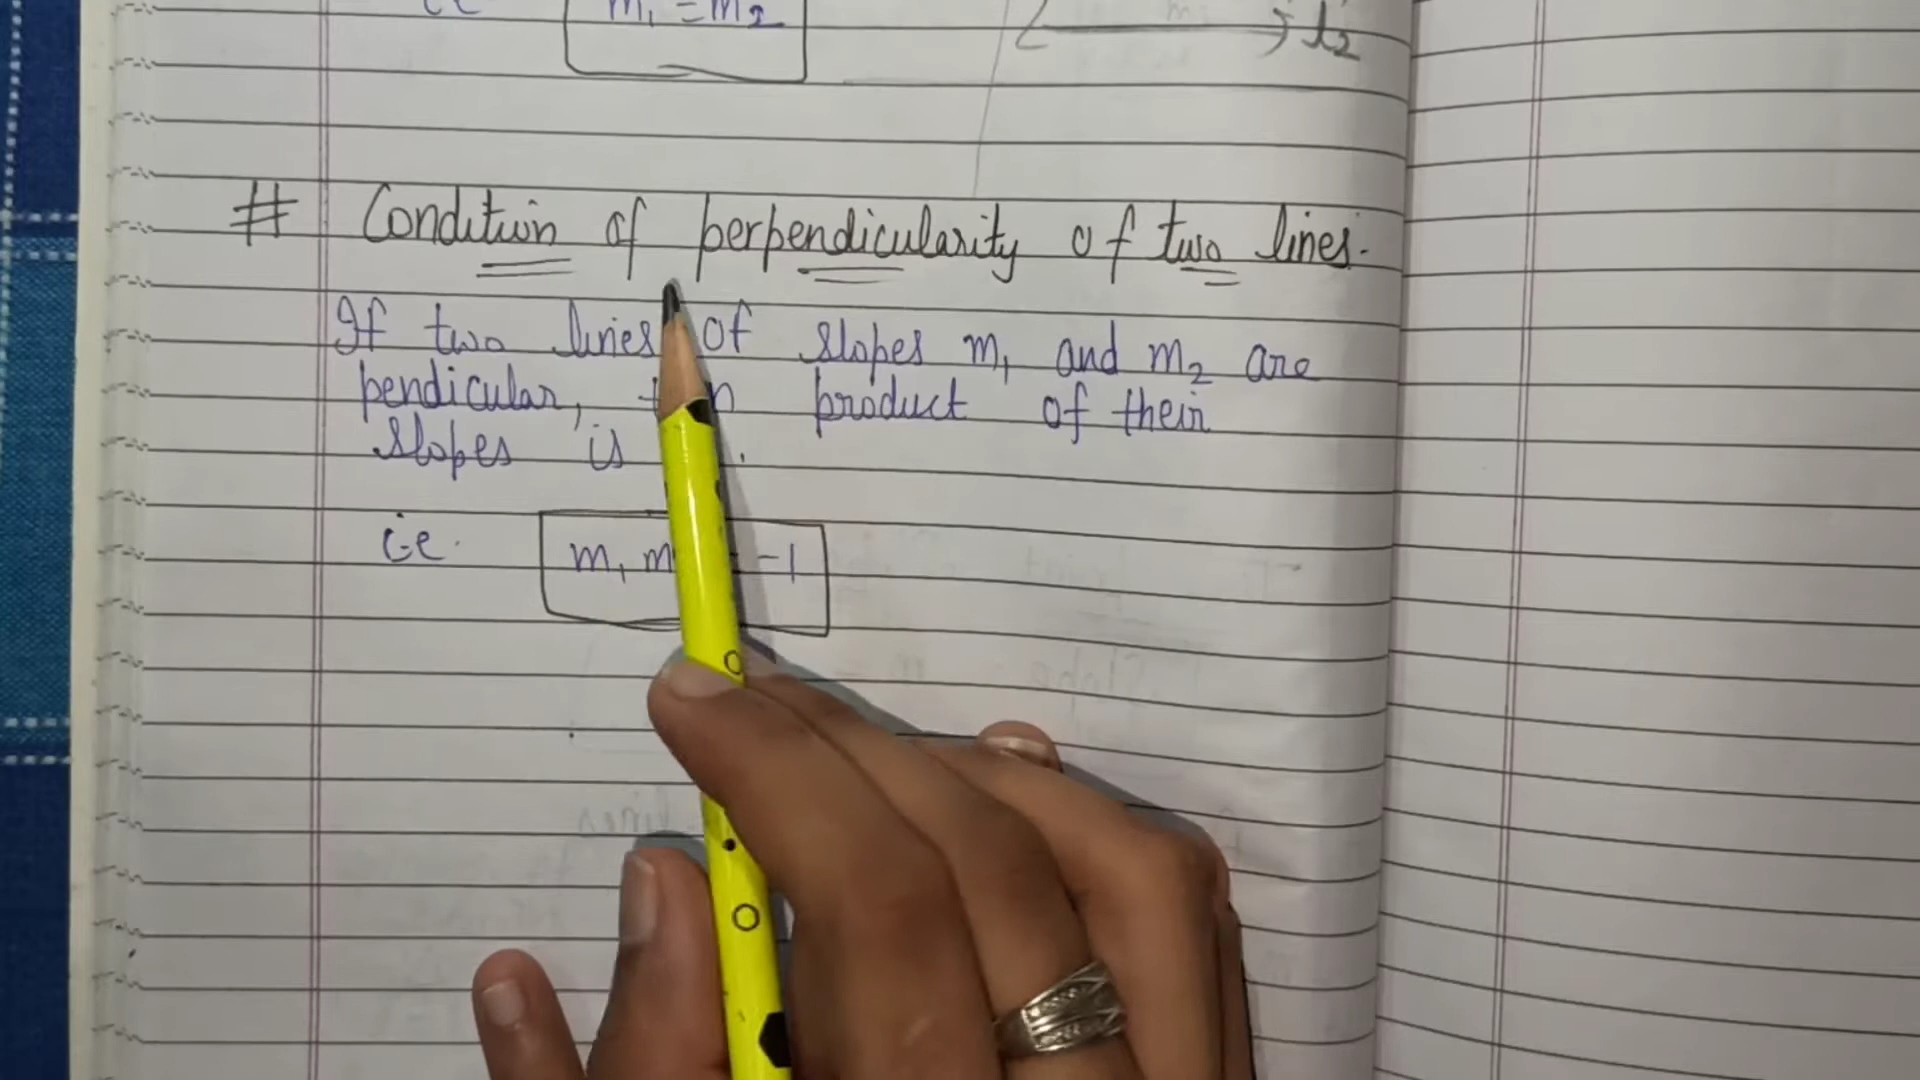 ie m₁ = m₂
l₂
# Condition of perpendicularity of two lines.
If two lines of slopes m₁ and m₂ are
pendicular, product of their
slopes is
i.e. m₁ m -1